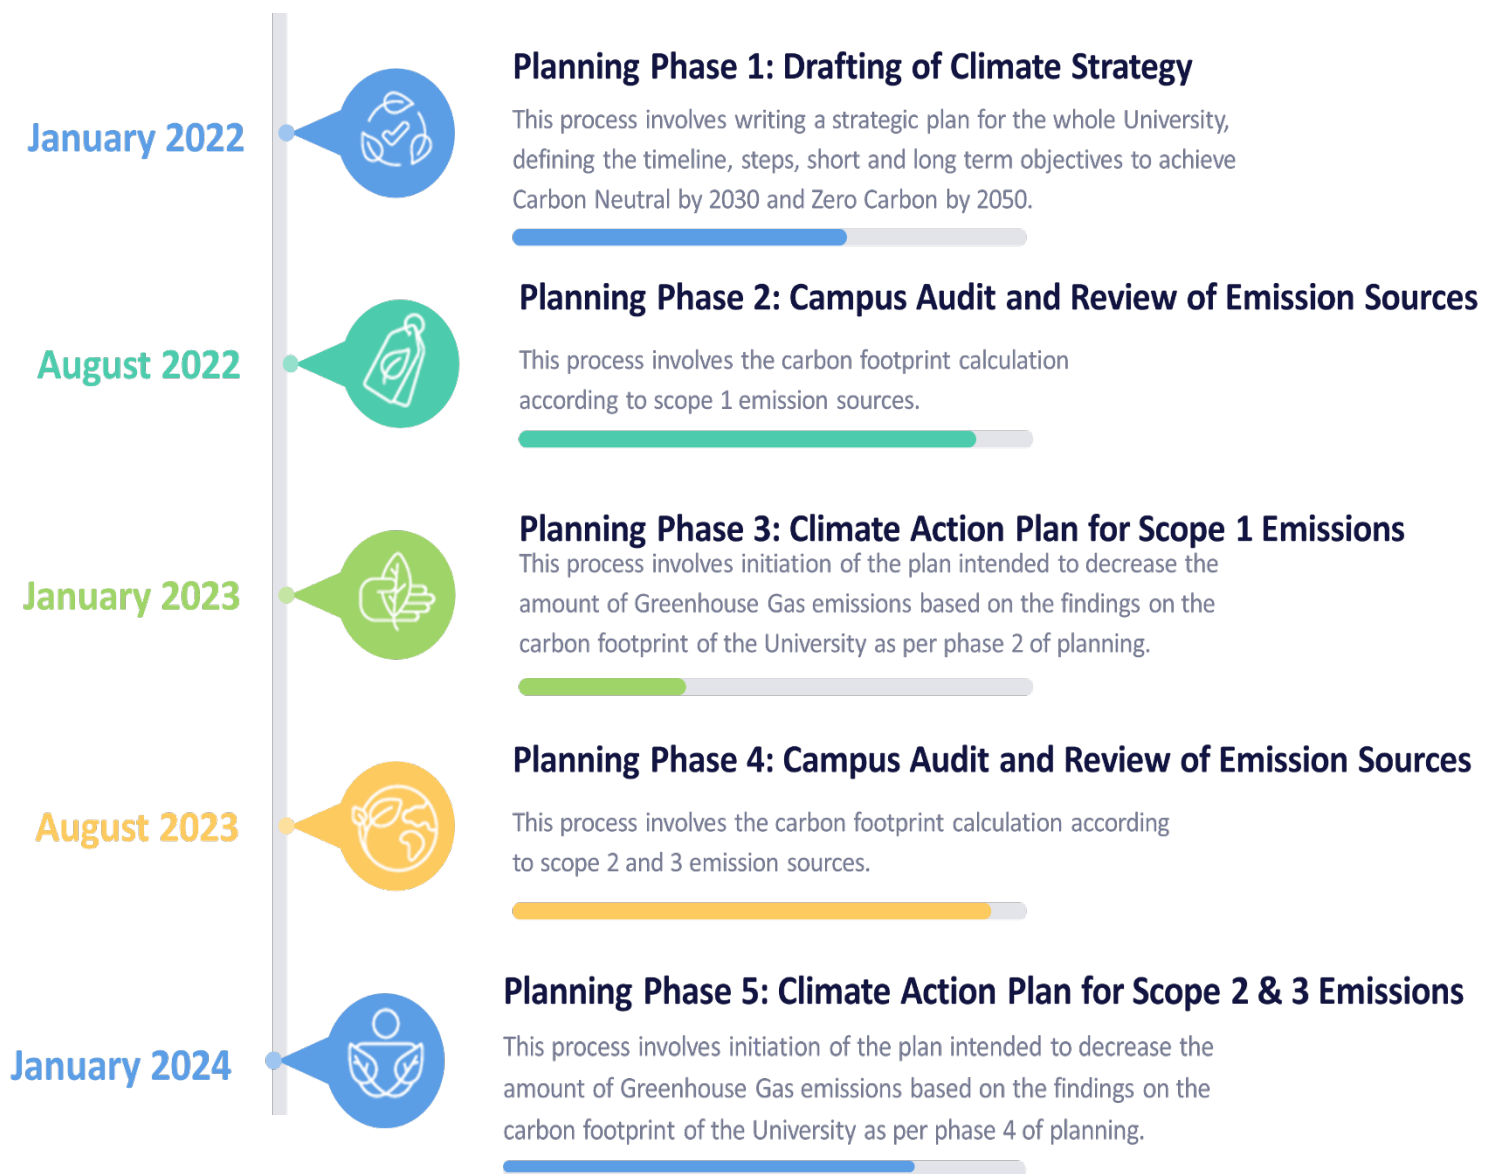 Planning Phase 1: Drafting of Climate Strategy
January 2022
This process involves writing a strategic plan for the whole University,
defining the timeline, steps, short and long term objectives to achieve
Carbon Neutral by 2030 and Zero Carbon by 2050.
Planning Phase 2: Campus Audit and Review of Emission Sources
August 2022
This process involves the carbon footprint calculation
according to scope 1 emission sources.
Planning Phase 3: Climate Action Plan for Scope 1 Emissions
January 2023
This process involves initiation of the plan intended to decrease the
amount of Greenhouse Gas emissions based on the findings on the
carbon footprint of the University as per phase 2 of planning.
Planning Phase 4: Campus Audit and Review of Emission Sources
August 2023
This process involves the carbon footprint calculation according
to scope 2 and 3 emission sources.
Planning Phase 5: Climate Action Plan for Scope 2 & 3 Emissions
January 2024
This process involves initiation of the plan intended to decrease the
amount of Greenhouse Gas emissions based on the findings on the
carbon footprint of the University as per phase 4 of planning.